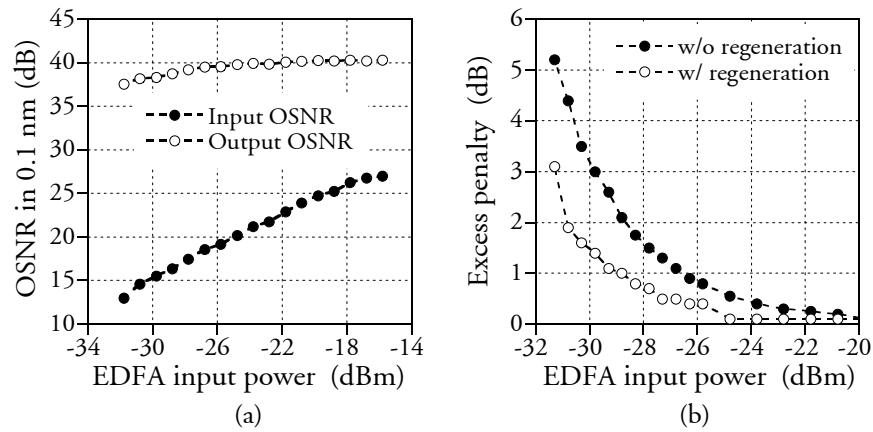 OSNR in 0.1 nm (dB)
45
40
35
30
25
20
15
10
Input OSNR
Output OSNR
-34 -30 -26 -22 -18 -14
EDFA input power (dBm)
(a)
Excess penalty (dB)
6
5
4
3
2
1
0
w/o regeneration
w/ regeneration
-32 -30 -28 -26 -24 -22 -20
EDFA input power (dBm)
(b)